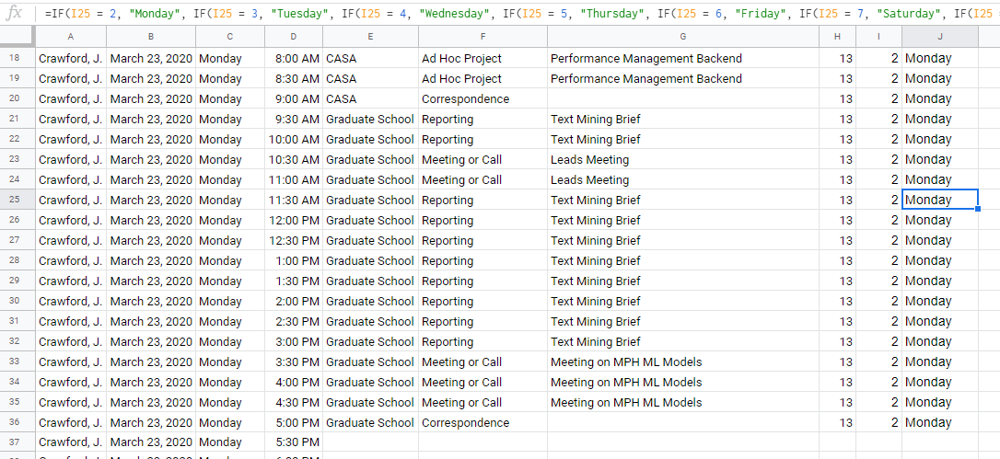 fx =IF(I25 = 2, "Monday", IF(I25 = 3, "Tuesday", IF(I25 = 4, "Wednesday", IF(I25 = 5, "Thursday", IF(I25 = 6, "Friday", IF(I25 = 7, "Saturday", IF(I25
A B C D E F G H I J
18 Crawford, J. March 23, 2020 Monday 8:00 AM CASA Ad Hoc Project Performance Management Backend 13 2 Monday
19 Crawford, J. March 23, 2020 Monday 8:30 AM CASA Ad Hoc Project Performance Management Backend 13 2 Monday
20 Crawford, J. March 23, 2020 Monday 9:00 AM CASA Correspondence 13 2 Monday
21 Crawford, J. March 23, 2020 Monday 9:30 AM Graduate School Reporting Text Mining Brief 13 2 Monday
22 Crawford, J. March 23, 2020 Monday 10:00 AM Graduate School Reporting Text Mining Brief 13 2 Monday
23 Crawford, J. March 23, 2020 Monday 10:30 AM Graduate School Meeting or Call Leads Meeting 13 2 Monday
24 Crawford, J. March 23, 2020 Monday 11:00 AM Graduate School Meeting or Call Leads Meeting 13 2 Monday
25 Crawford, J. March 23, 2020 Monday 11:30 AM Graduate School Reporting Text Mining Brief 13 2 Monday
26 Crawford, J. March 23, 2020 Monday 12:00 PM Graduate School Reporting Text Mining Brief 13 2 Monday
27 Crawford, J. March 23, 2020 Monday 12:30 PM Graduate School Reporting Text Mining Brief 13 2 Monday
28 Crawford, J. March 23, 2020 Monday 1:00 PM Graduate School Reporting Text Mining Brief 13 2 Monday
29 Crawford, J. March 23, 2020 Monday 1:30 PM Graduate School Reporting Text Mining Brief 13 2 Monday
30 Crawford, J. March 23, 2020 Monday 2:00 PM Graduate School Reporting Text Mining Brief 13 2 Monday
31 Crawford, J. March 23, 2020 Monday 2:30 PM Graduate School Reporting Text Mining Brief 13 2 Monday
32 Crawford, J. March 23, 2020 Monday 3:00 PM Graduate School Reporting Text Mining Brief 13 2 Monday
33 Crawford, J. March 23, 2020 Monday 3:30 PM Graduate School Meeting or Call Meeting on MPH ML Models 13 2 Monday
34 Crawford, J. March 23, 2020 Monday 4:00 PM Graduate School Meeting or Call Meeting on MPH ML Models 13 2 Monday
35 Crawford, J. March 23, 2020 Monday 4:30 PM Graduate School Meeting or Call Meeting on MPH ML Models 13 2 Monday
36 Crawford, J. March 23, 2020 Monday 5:00 PM Graduate School Correspondence 13 2 Monday
37 Crawford, J. March 23, 2020 Monday 5:30 PM